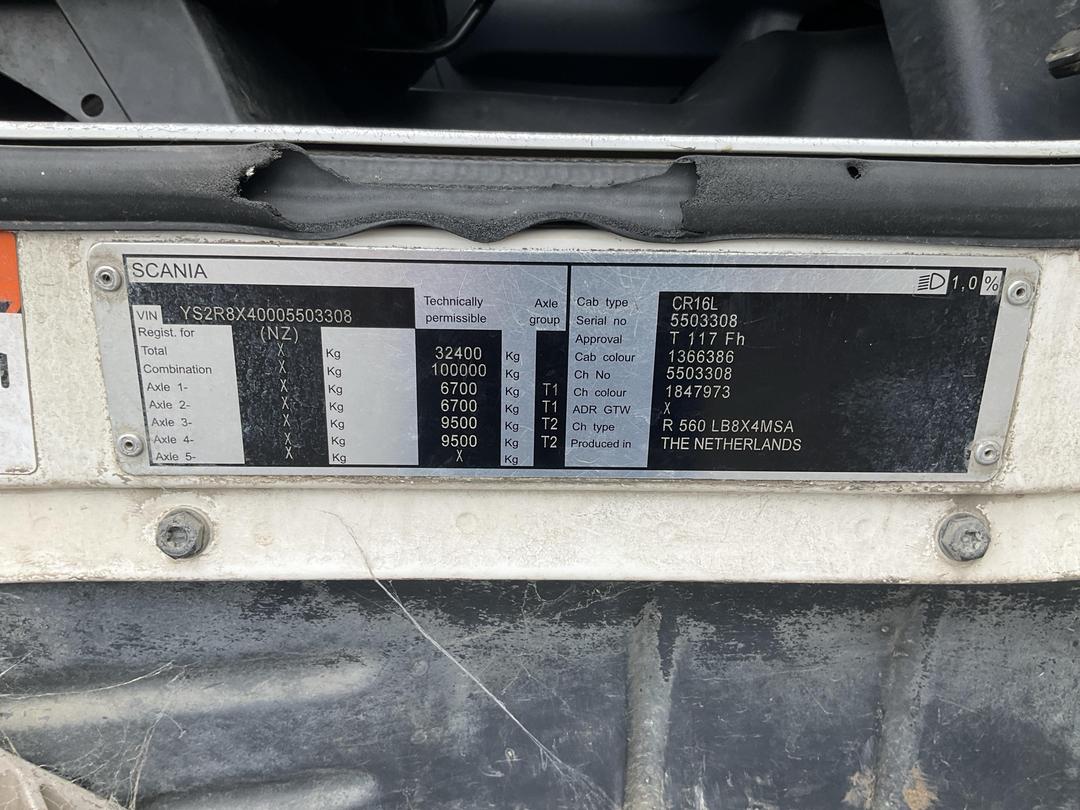 SCANIA
1,0 %
VIN YS2R8X40005503308
Technically permissible
Axle group
Regist. for (NZ)
Total X Kg 32400 Kg
Combination X Kg 100000 Kg
Axle 1- X Kg 6700 Kg T1
Axle 2- X Kg 6700 Kg T1
Axle 3- X Kg 9500 Kg T2
Axle 4- X Kg 9500 Kg T2
Axle 5- X Kg X Kg
Cab type CR16L
Serial no 5503308
Approval T 117 Fh
Cab colour 1366386
Ch No 5503308
Ch colour 1847973
ADR GTW X
Ch type R 560 LB8X4MSA
Produced in THE NETHERLANDS